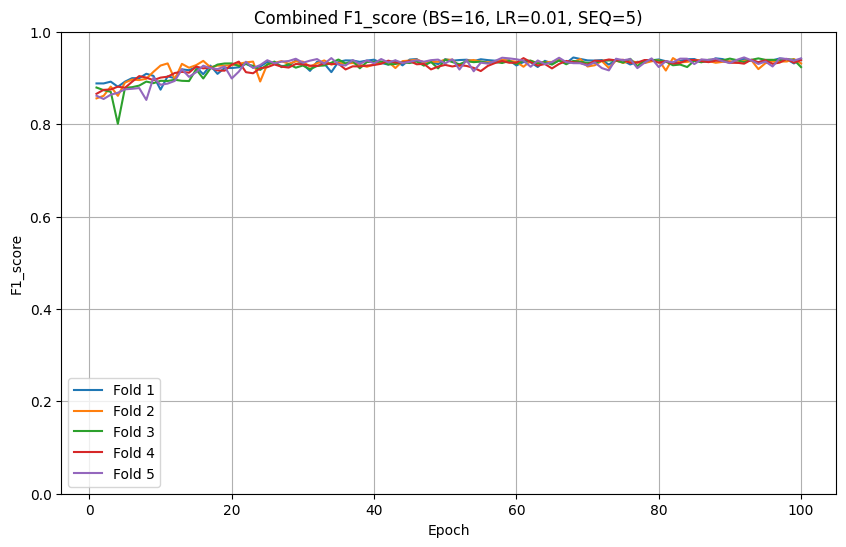 Combined F1_score (BS=16, LR=0.01, SEQ=5)
1.0
0.8
0.6
0.4
0.2
0.0
F1_score
Fold 1
Fold 2
Fold 3
Fold 4
Fold 5
0 20 40 60 80 100
Epoch